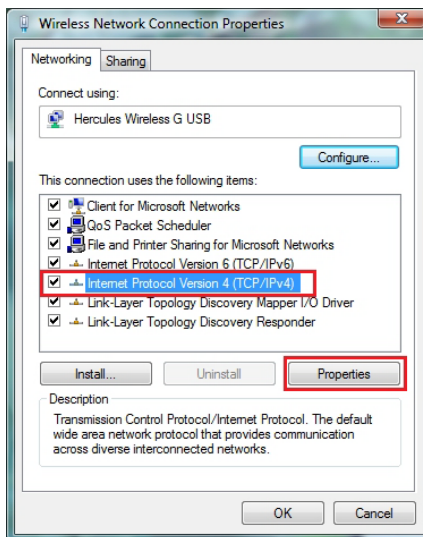 Wireless Network Connection Properties
Networking
Sharing
Connect using:
Hercules Wireless G USB
Configure...
This connection uses the following items:
Client for Microsoft Networks
QoS Packet Scheduler
File and Printer Sharing for Microsoft Networks
Internet Protocol Version 6 (TCP/IPv6)
Internet Protocol Version 4 (TCP/IPv4)
Link-Layer Topology Discovery Mapper I/O Driver
Link-Layer Topology Discovery Responder
Install...
Uninstall
Properties
Description
Transmission Control Protocol/Internet Protocol. The default
wide area network protocol that provides communication
across diverse interconnected networks.
OK
Cancel